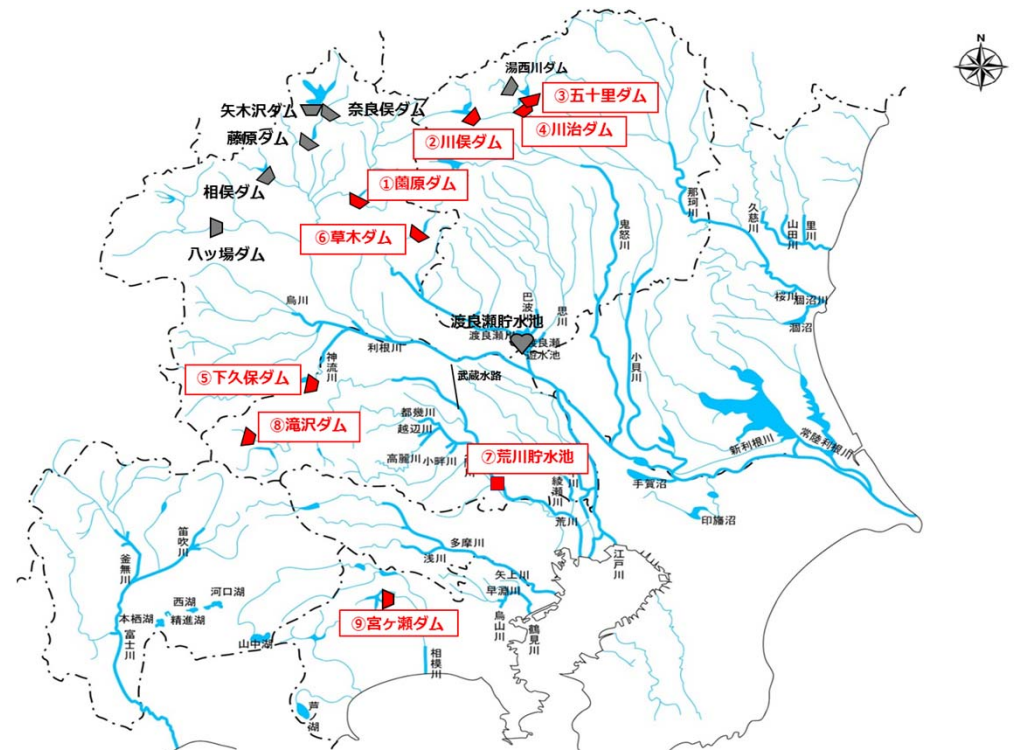 N
湯西川ダム
③五十里ダム
矢木沢ダム
奈良俣ダム
④川治ダム
藤原ダム
②川俣ダム
①薗原ダム
相俣ダム
那珂川
久慈川
山田川
里川
⑥草木ダム
鬼怒川
八ッ場ダム
烏川
桜川
涸沼川
巴波川
思川
渡良瀬貯水池
涸沼
利根川
渡良瀬川
渡良瀬
遊水池
神流川
小貝川
武蔵水路
⑤下久保ダム
都幾川
越辺川
⑧滝沢ダム
新利根川
常陸利根川
高麗川
小畔川
⑦荒川貯水池
綾瀬川
手賀沼
印旛沼
荒川
笛吹川
釜無川
多摩川
浅川
江戸川
矢上川
早淵川
河口湖
西湖
本栖湖
精進湖
⑨宮ヶ瀬ダム
鳥山川
鶴見川
富士川
山中湖
相模川
芦ノ湖